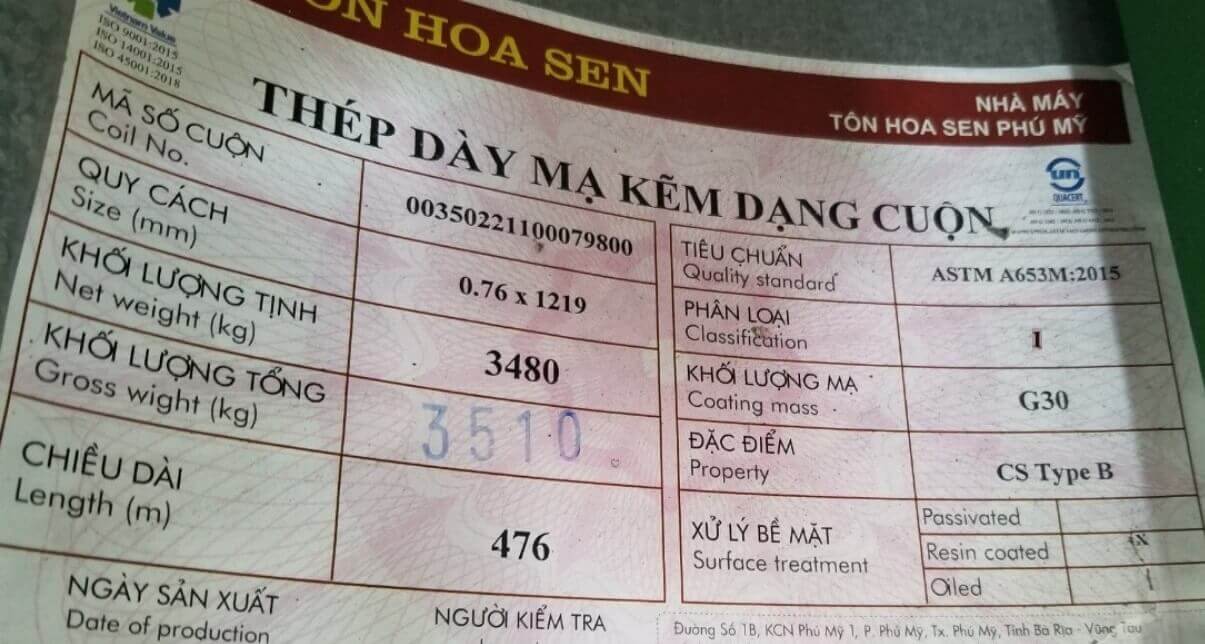 Vietnam Value
ISO 9001:2015
ISO 14001:2015
ISO 45001:2018
TÔN HOA SEN
NHÀ MÁY
TÔN HOA SEN PHÚ MỸ
THÉP DÀY MẠ KẼM DẠNG CUỘN
QUACERT
MÃ SỐ CUỘN
Coil No.
00350221100079800
QUY CÁCH
Size (mm)
0.76 x 1219
KHỐI LƯỢNG TỊNH
Net weight (kg)
3480
KHỐI LƯỢNG TỔNG
Gross wight (kg)
3510
CHIỀU DÀI
Length (m)
476
TIÊU CHUẨN
Quality standard
ASTM A653M:2015
PHÂN LOẠI
Classification
1
KHỐI LƯỢNG MẠ
Coating mass
G30
ĐẶC ĐIỂM
Property
CS Type B
XỬ LÝ BỀ MẶT
Surface treatment
Passivated
Resin coated
x
Oiled
NGÀY SẢN XUẤT
Date of production
NGƯỜI KIỂM TRA
Đường Số 1B, KCN Phú Mỹ 1, P. Phú Mỹ, Tx. Phú Mỹ, Tỉnh Bà Rịa - Vũng Tàu